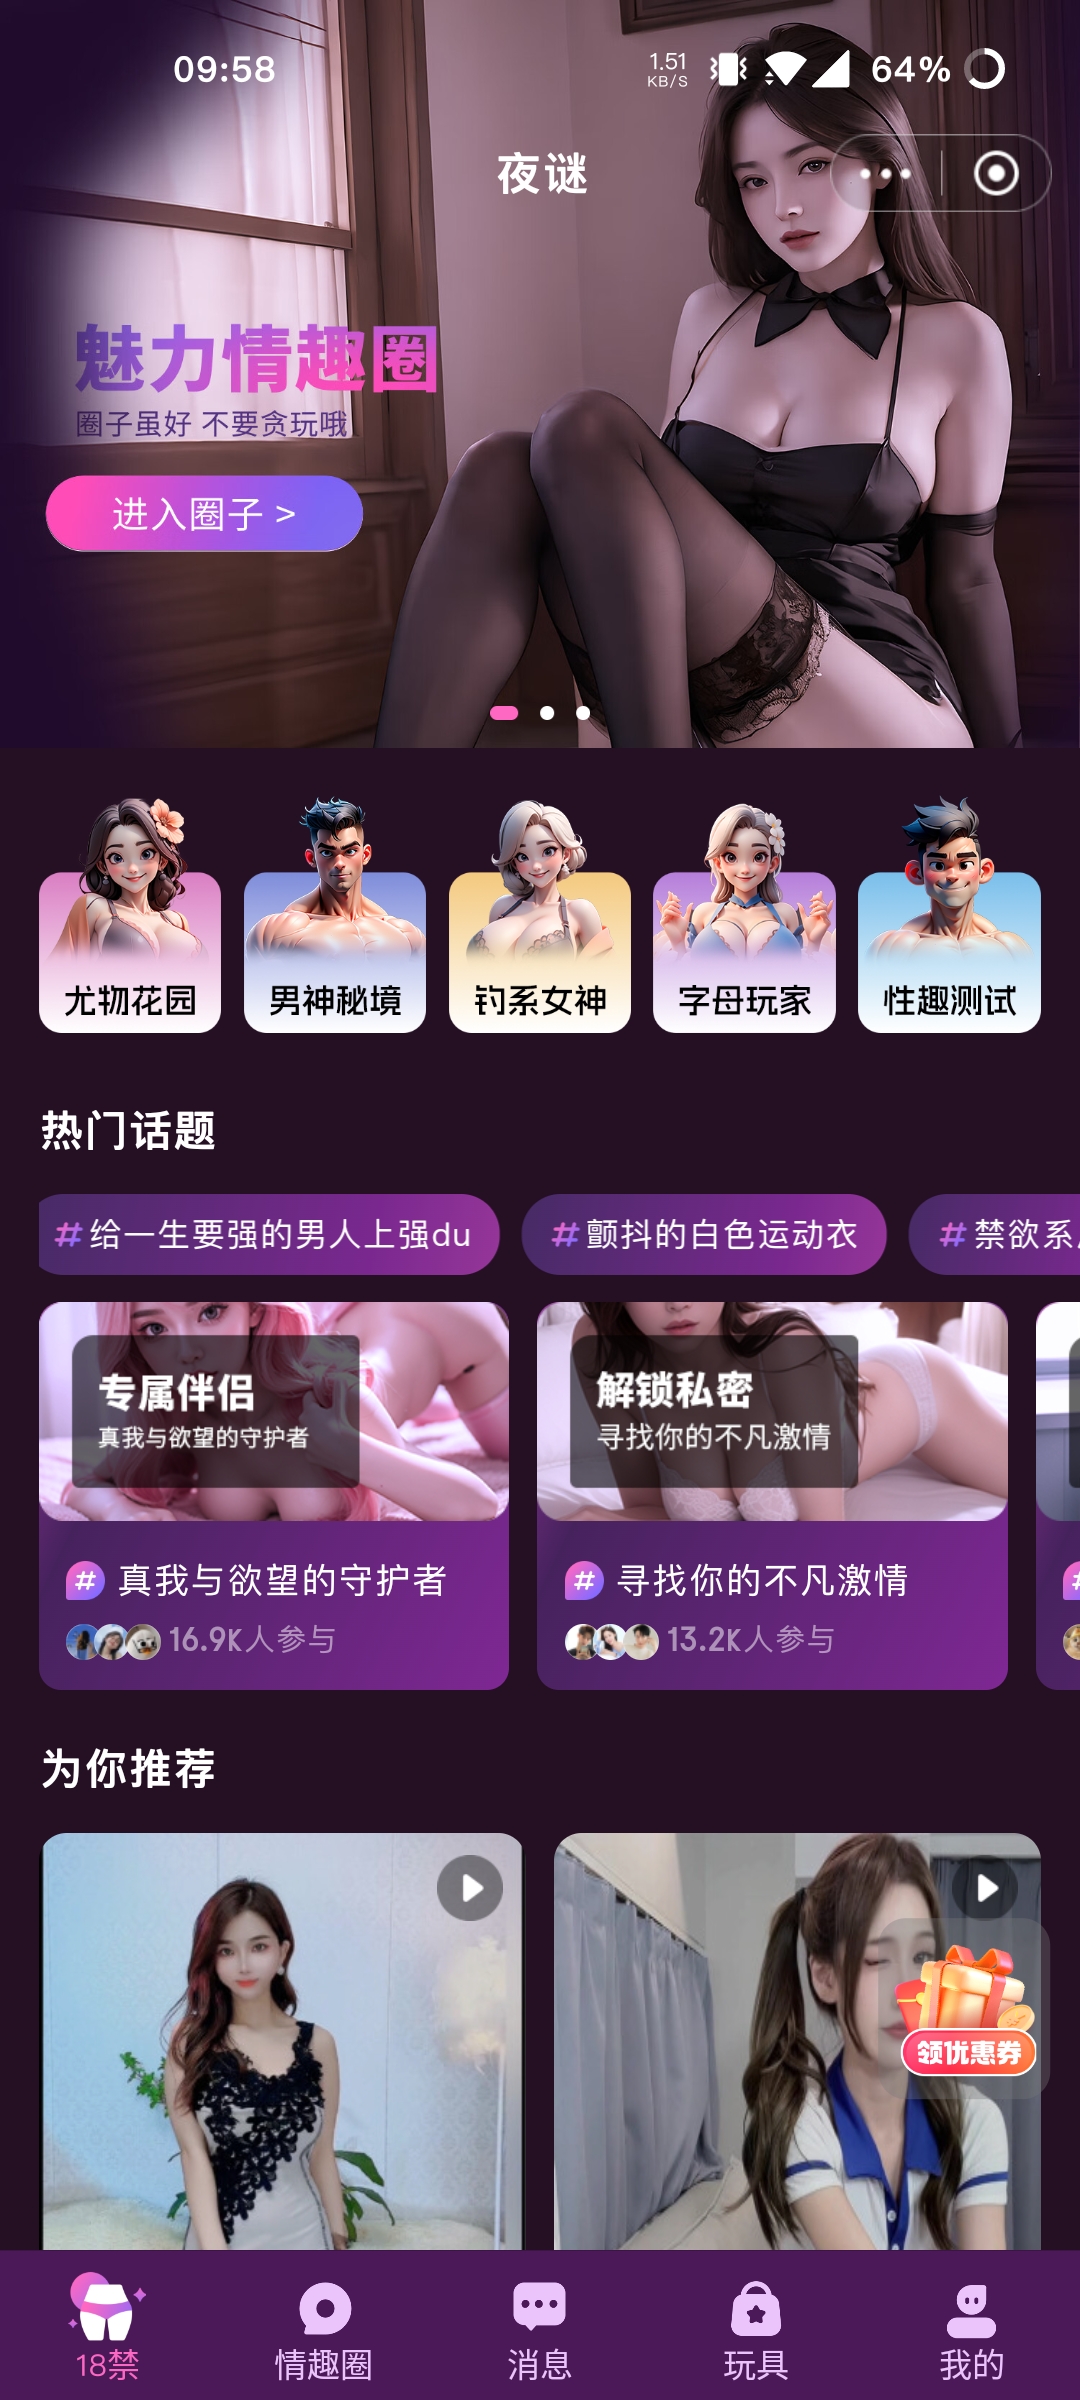 09:58
1.51
KB/S
64%
夜谜
魅力情趣圈
圈子虽好 不要贪玩哦
进入圈子 >
尤物花园
男神秘境
钓系女神
字母玩家
性趣测试
热门话题
#给一生要强的男人上强du
#颤抖的白色运动衣
#禁欲系
专属伴侣
真我与欲望的守护者
解锁私密
寻找你的不凡激情
# 真我与欲望的守护者
16.9K人参与
# 寻找你的不凡激情
13.2K人参与
为你推荐
领优惠券
18禁
情趣圈
消息
玩具
我的